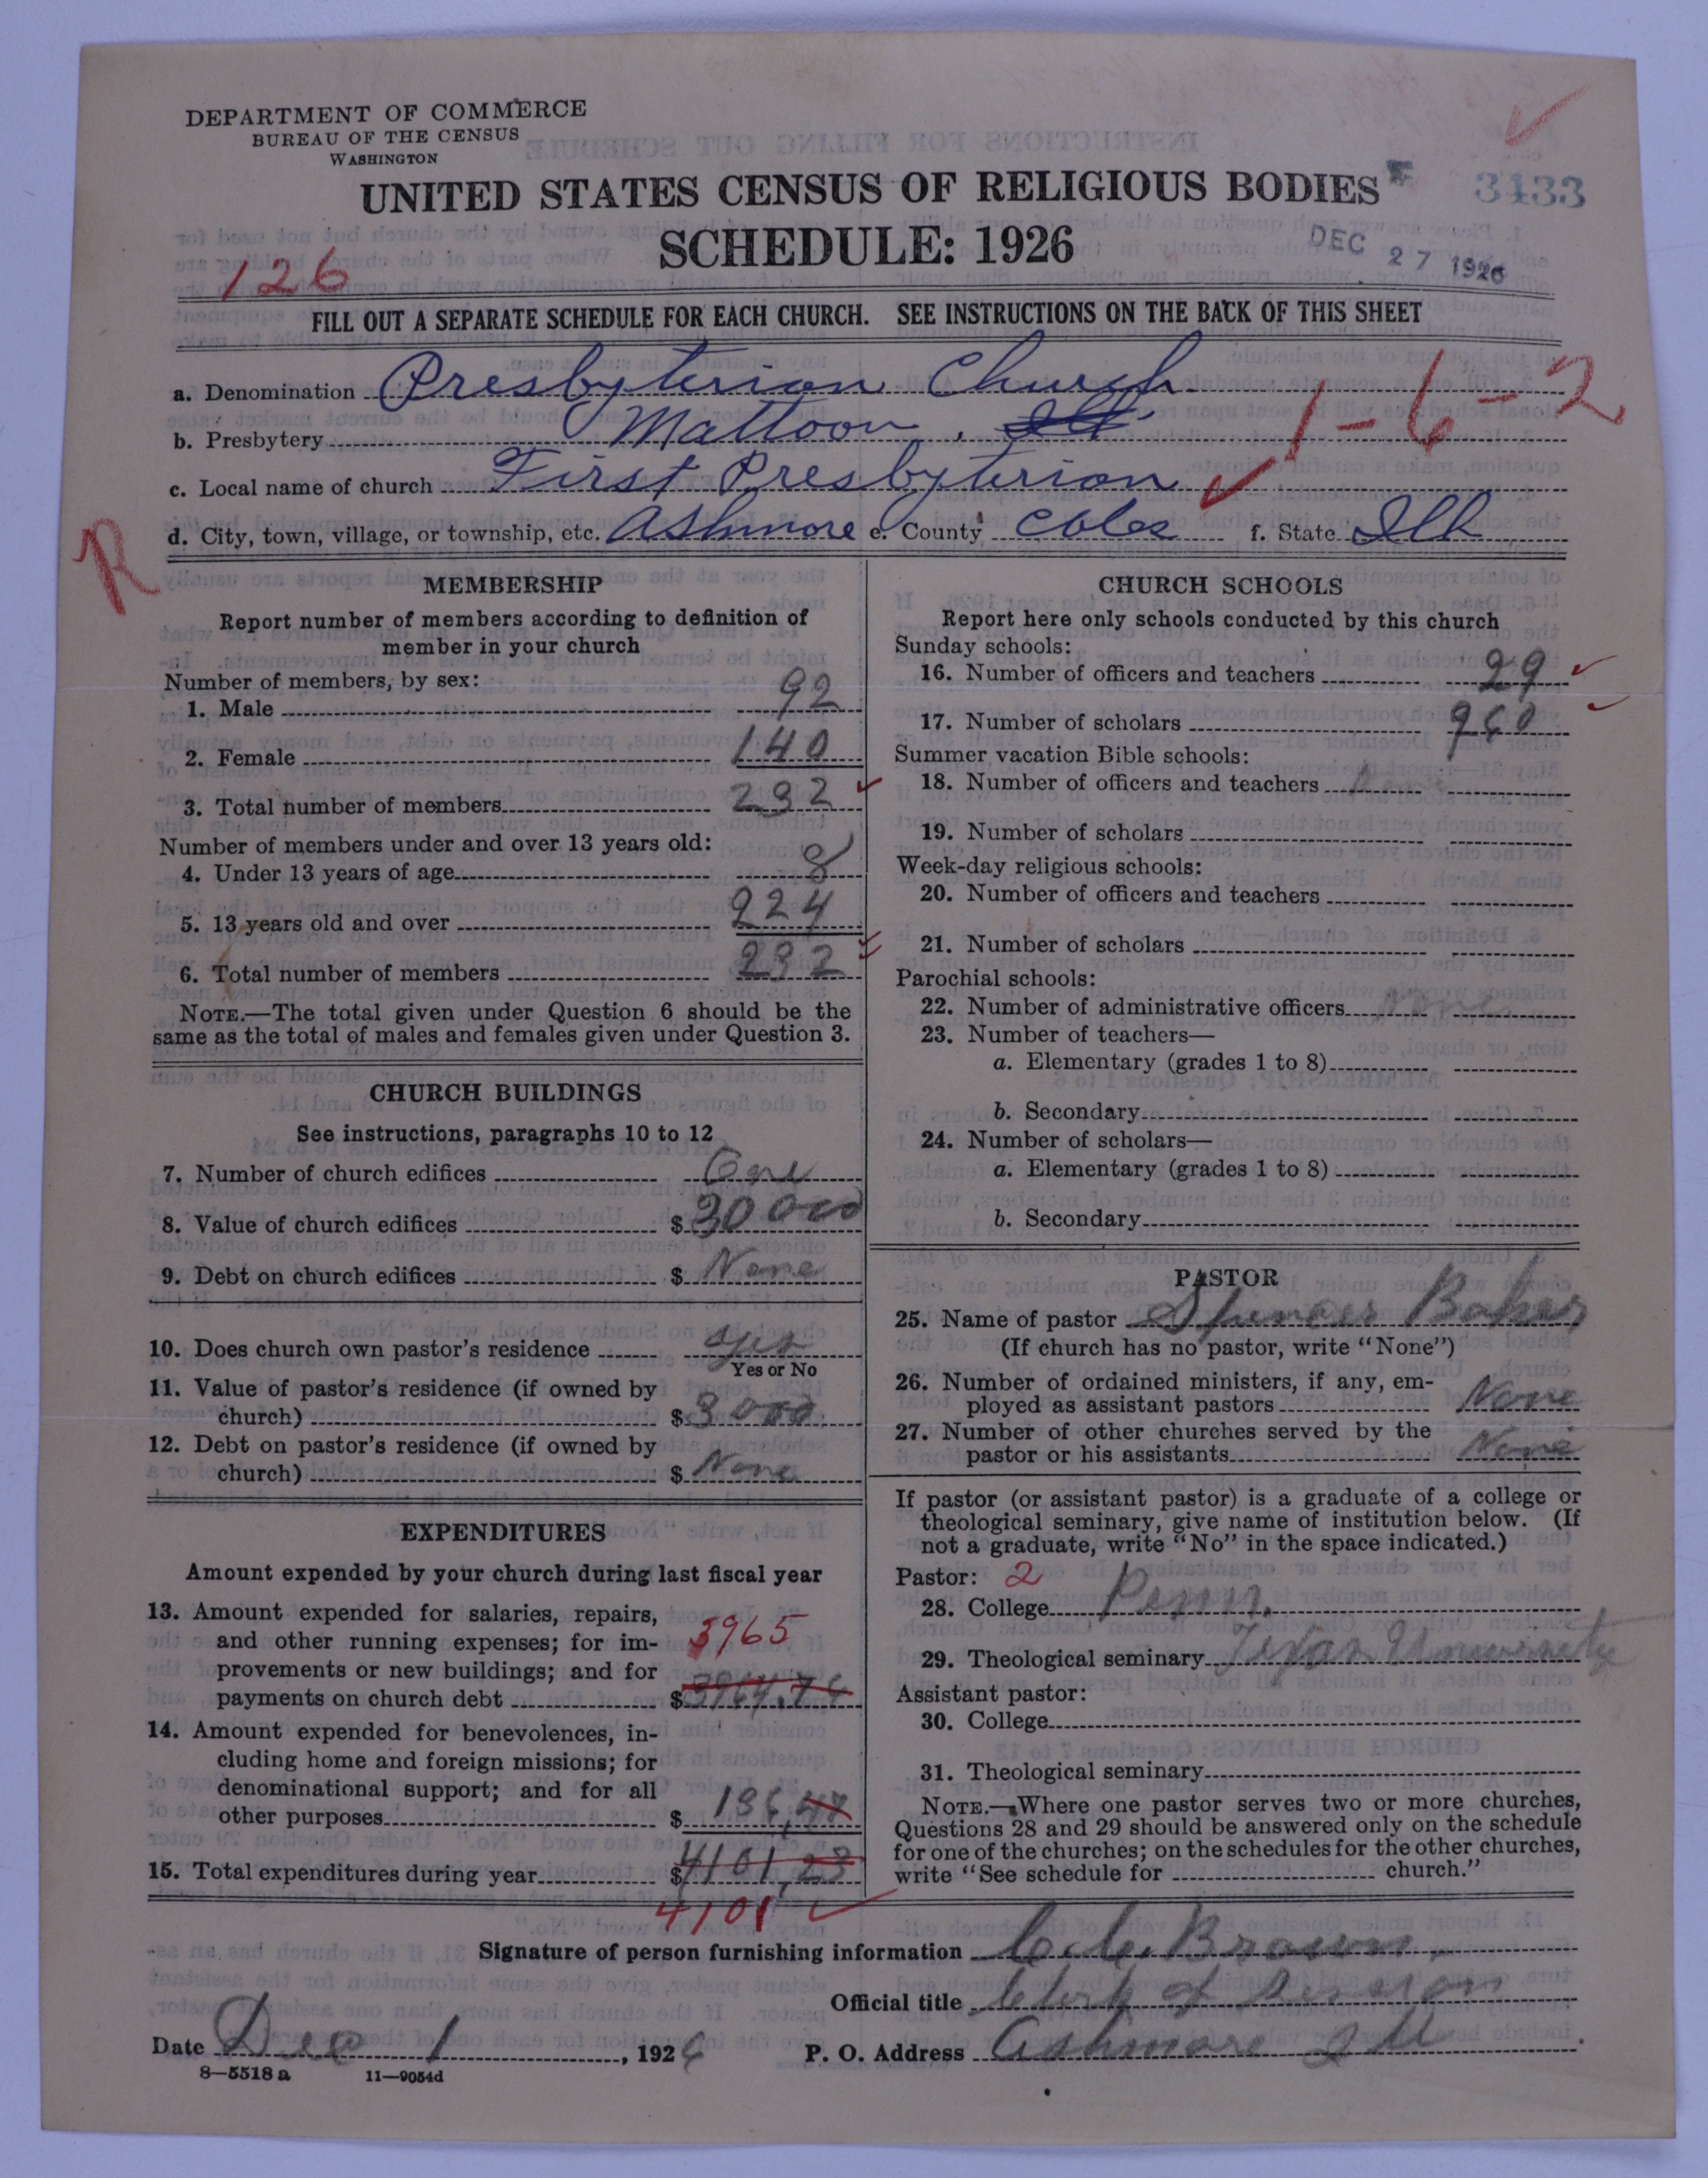 DEPARTMENT OF COMMERCE
BUREAU OF THE CENSUS
WASHINGTON
UNITED STATES CENSUS OF RELIGIOUS BODIES
3433
SCHEDULE: 1926
DEC 27 1926
126
FILL OUT A SEPARATE SCHEDULE FOR EACH CHURCH. SEE INSTRUCTIONS ON THE BACK OF THIS SHEET
a. Denomination Presbyterian Church
1-6-2
b. Presbytery Mattoon, Ill
c. Local name of church First Presbyterian
R
d. City, town, village, or township, etc. Ashmore e. County Coles f. State Ill
MEMBERSHIP
Report number of members according to definition of
member in your church
Number of members, by sex:
1. Male 92
2. Female 140
3. Total number of members 232
Number of members under and over 13 years old:
4. Under 13 years of age 8
5. 13 years old and over 224
6. Total number of members 232
NOTE.—The total given under Question 6 should be the
same as the total of males and females given under Question 3.
CHURCH BUILDINGS
See instructions, paragraphs 10 to 12
7. Number of church edifices One
8. Value of church edifices $ 30000
9. Debt on church edifices $ None
10. Does church own pastor's residence yes
Yes or No
11. Value of pastor's residence (if owned by
church) $ 3000
12. Debt on pastor's residence (if owned by
church) $ None
EXPENDITURES
Amount expended by your church during last fiscal year
13. Amount expended for salaries, repairs,
and other running expenses; for im-
3965
provements or new buildings; and for
payments on church debt $ 3964.76
14. Amount expended for benevolences, in-
cluding home and foreign missions; for
denominational support; and for all
other purposes $ 136,47
15. Total expenditures during year $ 4101,23
4101
CHURCH SCHOOLS
Report here only schools conducted by this church
Sunday schools:
16. Number of officers and teachers 29
17. Number of scholars 260
Summer vacation Bible schools:
18. Number of officers and teachers
19. Number of scholars
Week-day religious schools:
20. Number of officers and teachers
21. Number of scholars
Parochial schools:
22. Number of administrative officers None
23. Number of teachers—
a. Elementary (grades 1 to 8)
b. Secondary
24. Number of scholars—
a. Elementary (grades 1 to 8)
b. Secondary
PASTOR
25. Name of pastor Spencer Baker
(If church has no pastor, write "None")
26. Number of ordained ministers, if any, em-
ployed as assistant pastors None
27. Number of other churches served by the
pastor or his assistants None
If pastor (or assistant pastor) is a graduate of a college or
theological seminary, give name of institution below. (If
not a graduate, write "No" in the space indicated.)
Pastor: 2
28. College Penn.
29. Theological seminary Texas University
Assistant pastor:
30. College
31. Theological seminary
NOTE.—Where one pastor serves two or more churches,
Questions 28 and 29 should be answered only on the schedule
for one of the churches; on the schedules for the other churches,
write "See schedule for church."
Signature of person furnishing information C. C. Brown
Official title Clerk of Session
Date Dec 1, 1926 P. O. Address Ashmore Ill
8—5518 a 11—9054d